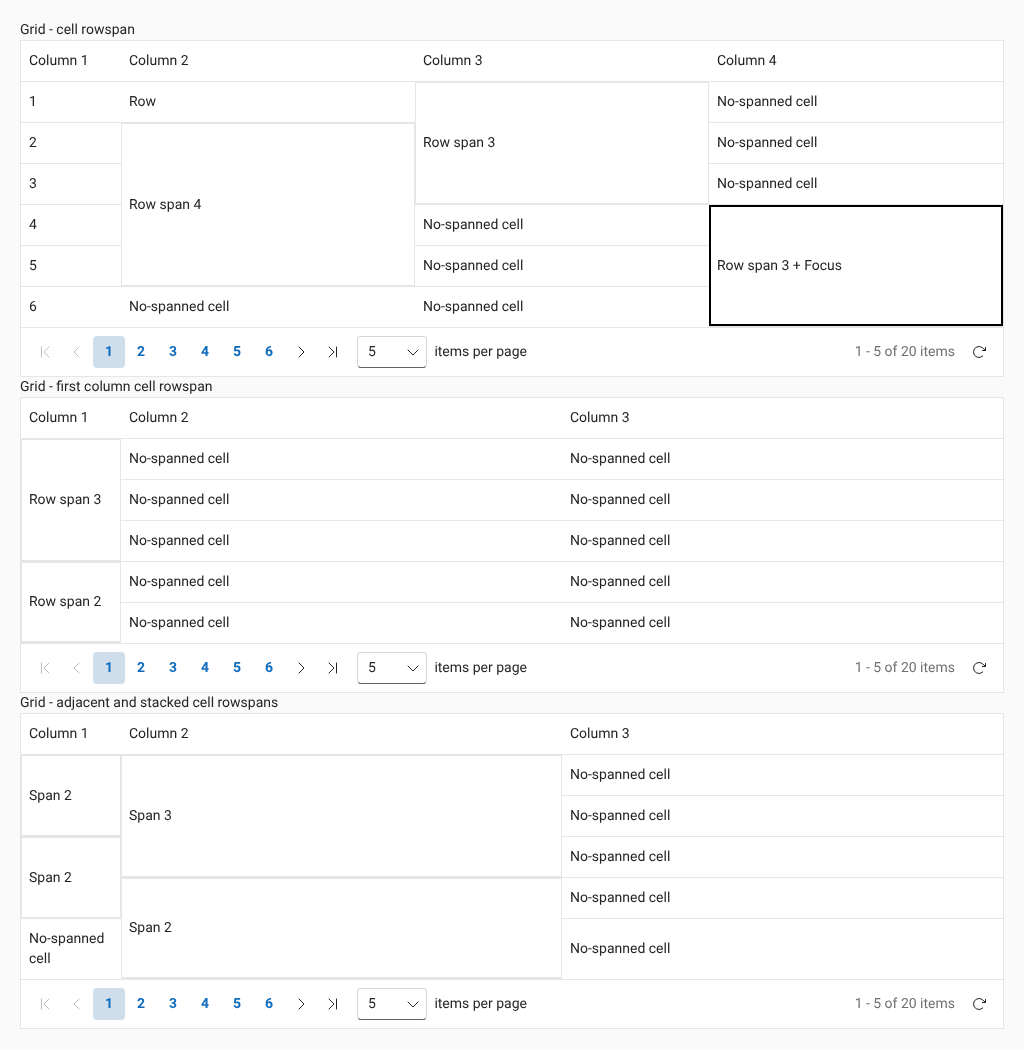 Grid - cell rowspan
Column 1 Column 2 Column 3 Column 4
1 Row No-spanned cell
2 Row span 3 No-spanned cell
3 No-spanned cell
Row span 4
4 No-spanned cell
5 No-spanned cell Row span 3 + Focus
6 No-spanned cell No-spanned cell
1 2 3 4 5 6 5 items per page 1 - 5 of 20 items
Grid - first column cell rowspan
Column 1 Column 2 Column 3
No-spanned cell No-spanned cell
Row span 3 No-spanned cell No-spanned cell
No-spanned cell No-spanned cell
No-spanned cell No-spanned cell
Row span 2
No-spanned cell No-spanned cell
1 2 3 4 5 6 5 items per page 1 - 5 of 20 items
Grid - adjacent and stacked cell rowspans
Column 1 Column 2 Column 3
No-spanned cell
Span 2
Span 3 No-spanned cell
No-spanned cell
Span 2
No-spanned cell
Span 2
No-spanned
cell
No-spanned cell
1 2 3 4 5 6 5 items per page 1 - 5 of 20 items